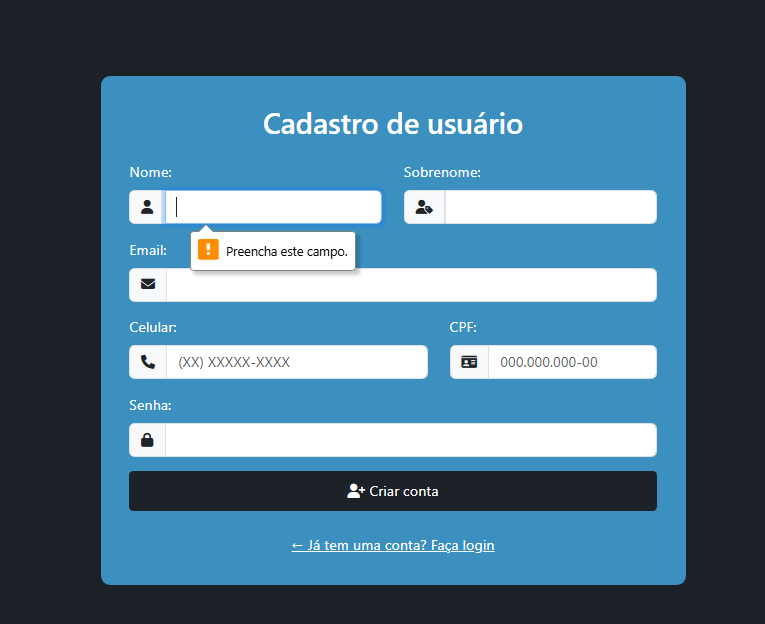 Cadastro de usuário
Nome:
Sobrenome:
Preencha este campo.
Email:
Celular:
CPF:
(XX) XXXXX-XXXX
000.000.000-00
Senha:
Criar conta
← Já tem uma conta? Faça login